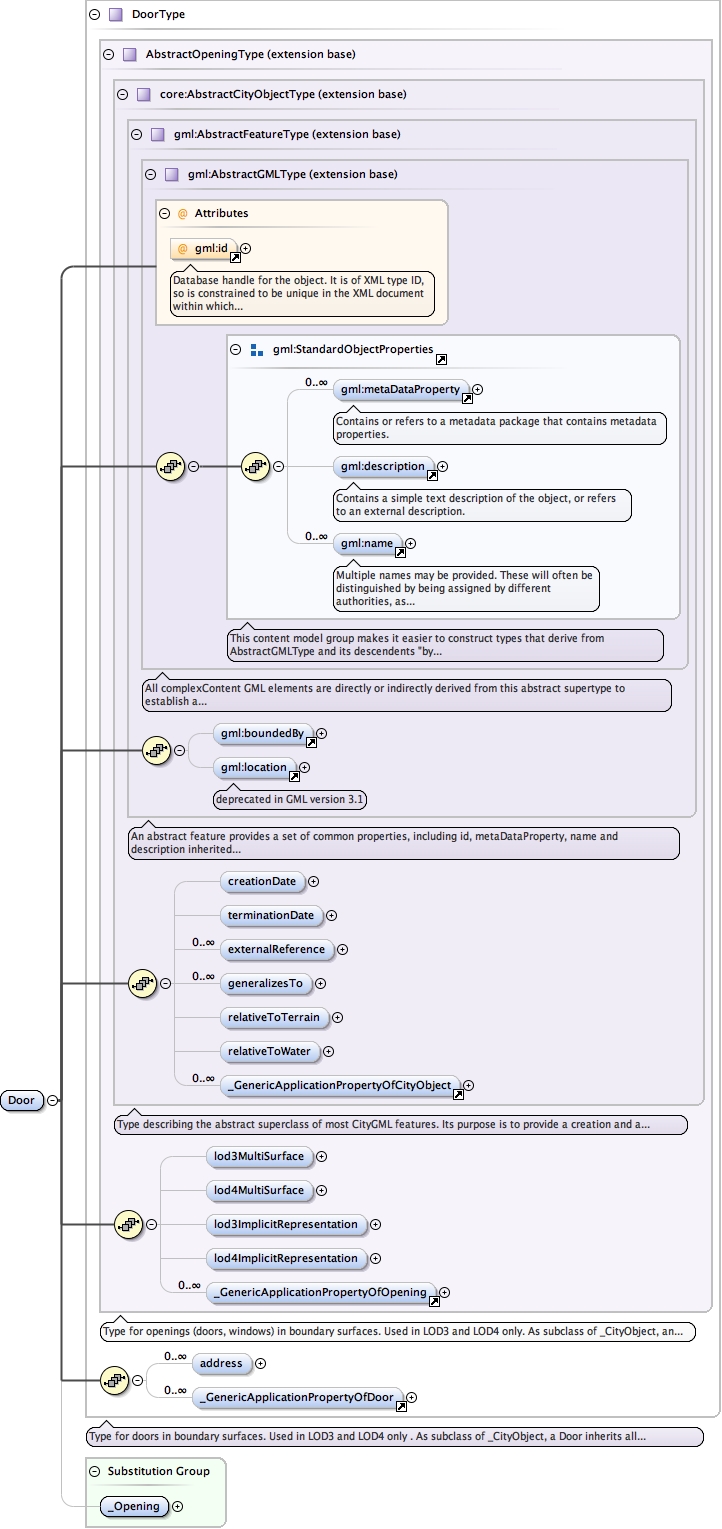 DoorType
AbstractOpeningType (extension base)
core:AbstractCityObjectType (extension base)
gml:AbstractFeatureType (extension base)
gml:AbstractGMLType (extension base)
@ Attributes
@ gml:id
Database handle for the object. It is of XML type ID,
so is constrained to be unique in the XML document
within which...
gml:StandardObjectProperties
0..∞
gml:metaDataProperty
Contains or refers to a metadata package that contains metadata
properties.
gml:description
Contains a simple text description of the object, or refers
to an external description.
0..∞
gml:name
Multiple names may be provided. These will often be
distinguished by being assigned by different
authorities, as...
This content model group makes it easier to construct types that derive from
AbstractGMLType and its descendents "by...
All complexContent GML elements are directly or indirectly derived from this abstract supertype to
establish a...
gml:boundedBy
gml:location
deprecated in GML version 3.1
An abstract feature provides a set of common properties, including id, metaDataProperty, name and
description inherited...
creationDate
terminationDate
0..∞
externalReference
0..∞
generalizesTo
relativeToTerrain
relativeToWater
0..∞
_GenericApplicationPropertyOfCityObject
Door
Type describing the abstract superclass of most CityGML features. Its purpose is to provide a creation and a...
lod3MultiSurface
lod4MultiSurface
lod3ImplicitRepresentation
lod4ImplicitRepresentation
0..∞
_GenericApplicationPropertyOfOpening
Type for openings (doors, windows) in boundary surfaces. Used in LOD3 and LOD4 only. As subclass of _CityObject, an...
0..∞
address
0..∞
_GenericApplicationPropertyOfDoor
Type for doors in boundary surfaces. Used in LOD3 and LOD4 only . As subclass of _CityObject, a Door inherits all...
Substitution Group
_Opening